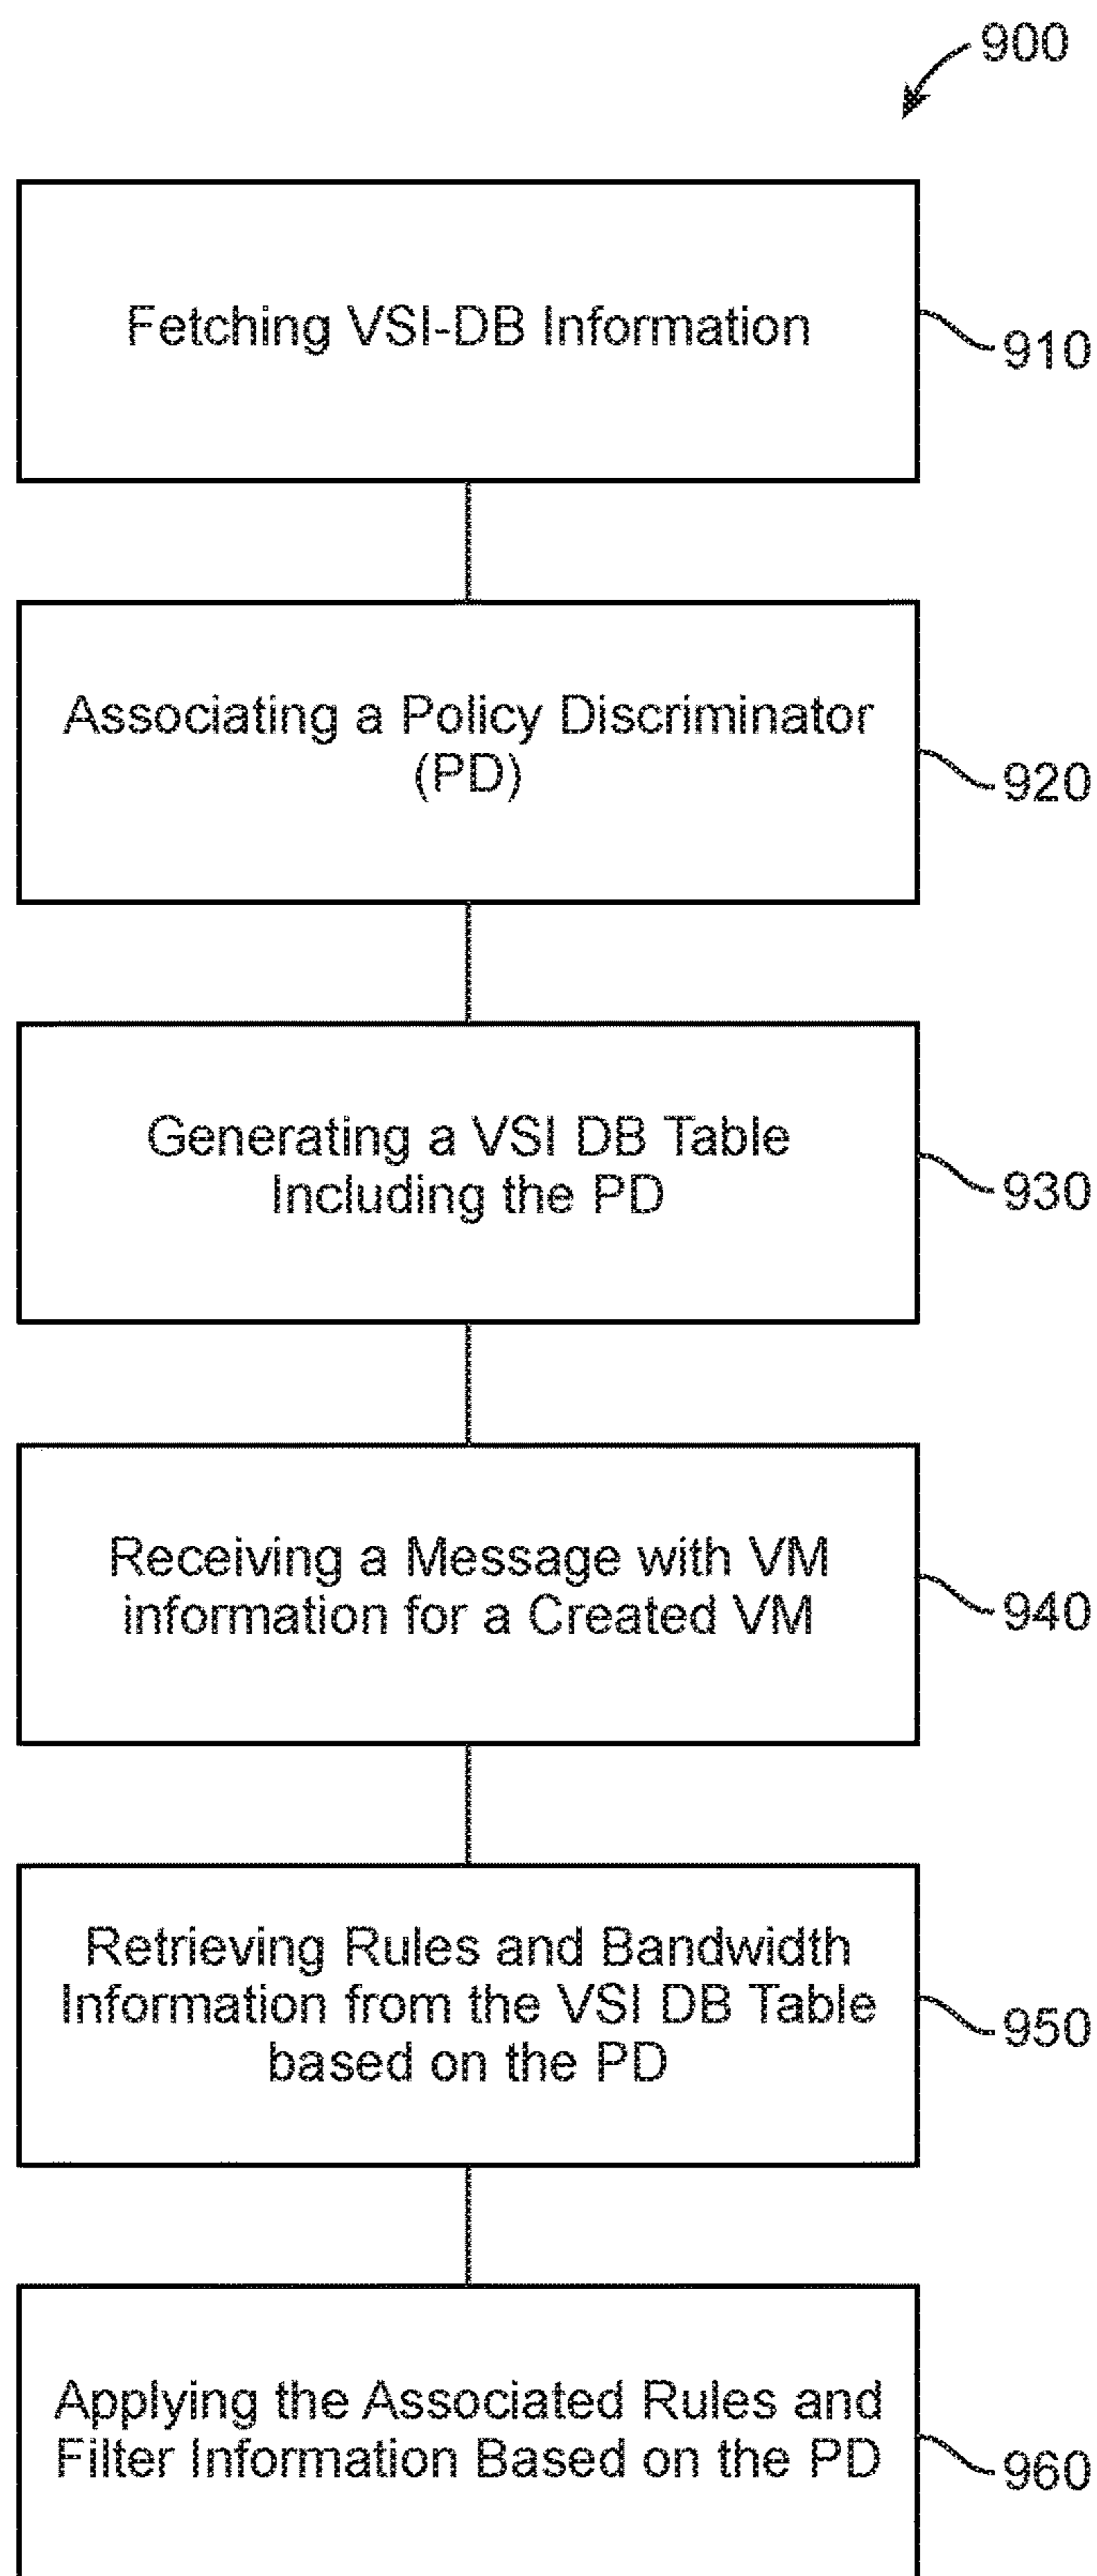 900
Fetching VSI-DB Information
910
Associating a Policy Discriminator
(PD)
920
Generating a VSI DB Table
Including the PD
930
Receiving a Message with VM
information for a Created VM
940
Retrieving Rules and Bandwidth
Information from the VSI DB Table
based on the PD
950
Applying the Associated Rules and
Filter Information Based on the PD
960